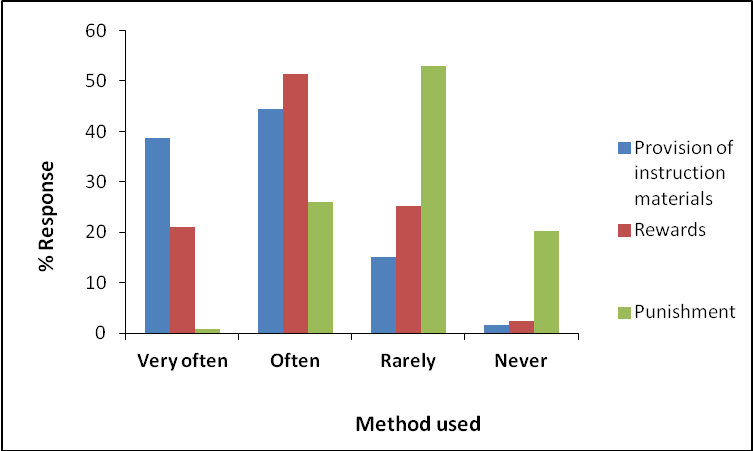 60
50
40
30
20
10
0
% Response
Very often
Often
Rarely
Never
Method used
Provision of
instruction
materials
Rewards
Punishment